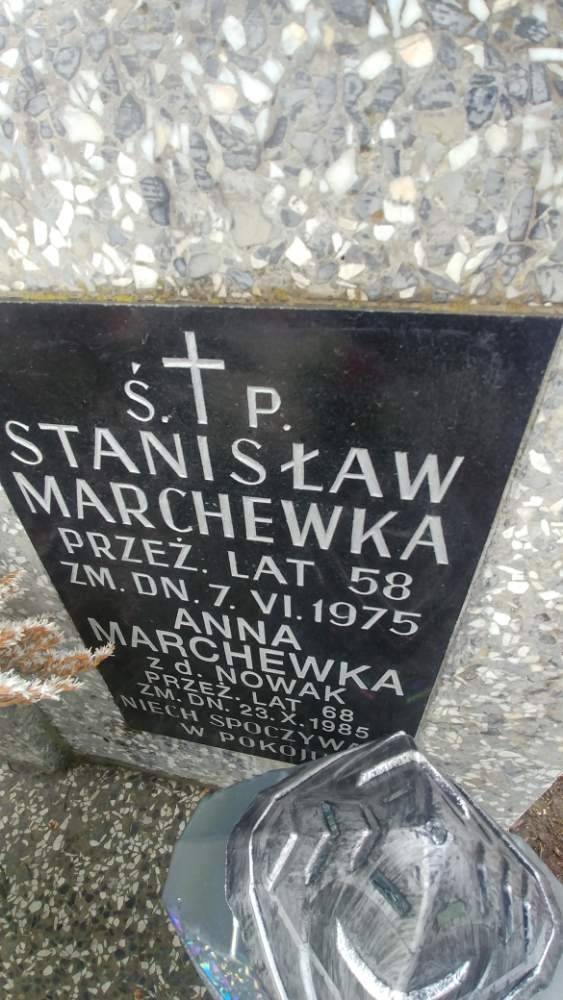 Ś. P.
STANISŁAW
MARCHEWKA
PRZEŻ. LAT 58
ZM. DN. 7. VI. 1975
ANNA
MARCHEWKA
Z d. NOWAK
PRZEŻ. LAT 68
ZM. DN. 23.X.1985
NIECH SPOCZYWA
W POKOJU